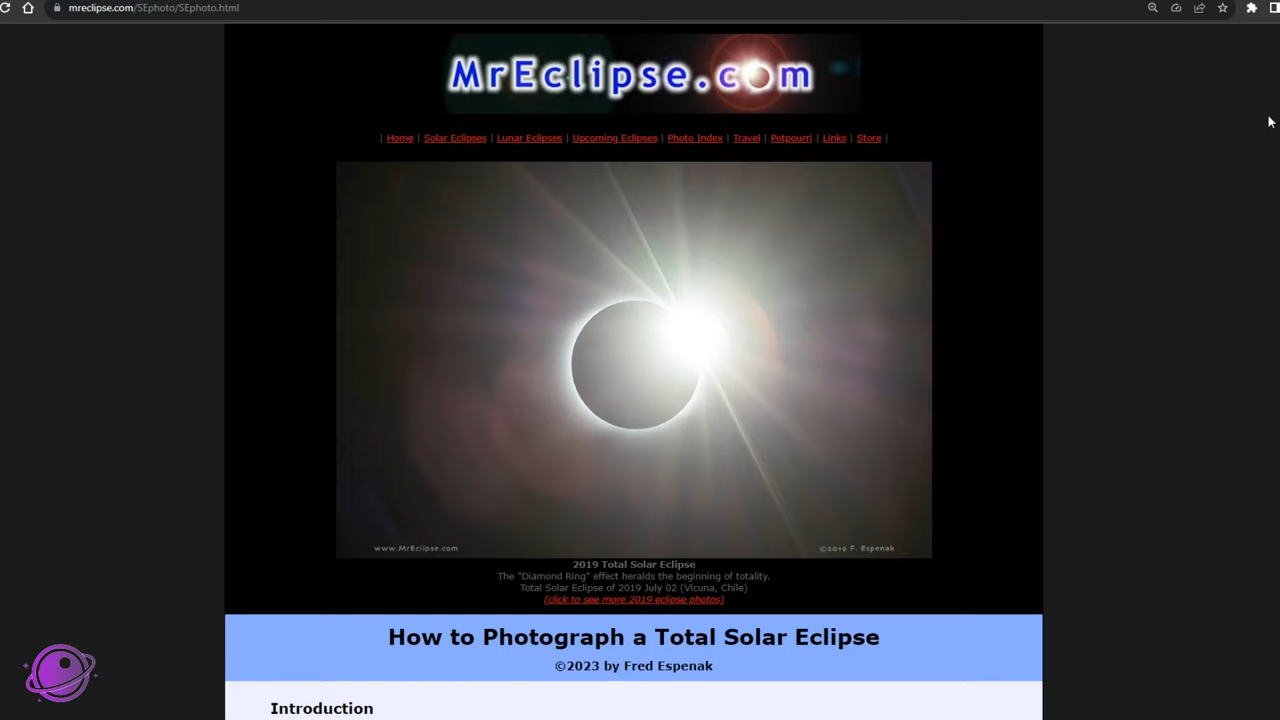 mreclipse.com/SEphoto/SEphoto.html
MrEclipse.com
| Home | Solar Eclipses | Lunar Eclipses | Upcoming Eclipses | Photo Index | Travel | Potpourri | Links | Store |
www.MrEclipse.com ©2019 F. Espenak
2019 Total Solar Eclipse
The "Diamond Ring" effect heralds the beginning of totality.
Total Solar Eclipse of 2019 July 02 (Vicuna, Chile)
(click to see more 2019 eclipse photos)
How to Photograph a Total Solar Eclipse
©2023 by Fred Espenak
Introduction